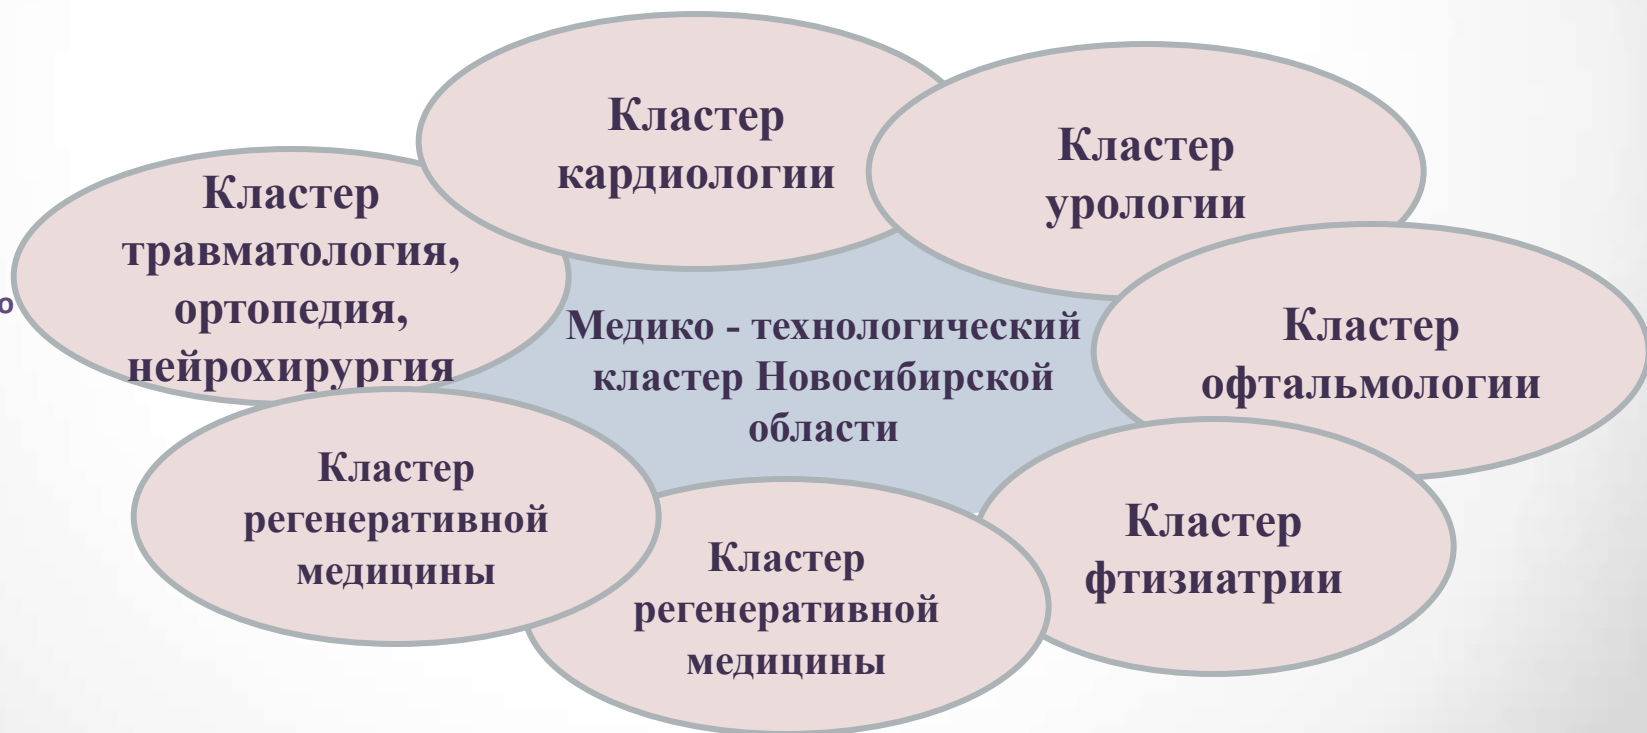 Кластер
кардиологии
Кластер
урологии
Кластер
травматология,
ортопедия,
нейрохирургия
о
Медико - технологический
кластер Новосибирской
области
Кластер
офтальмологии
Кластер
регенеративной
медицины
Кластер
регенеративной
медицины
Кластер
фтизиатрии